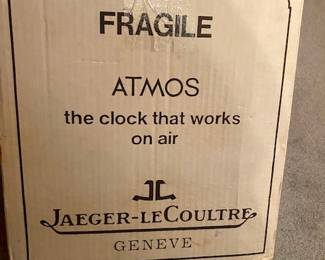 FRAGILE
ATMOS
the clock that works
on air
JAEGER-LECOULTRE
GENEVE